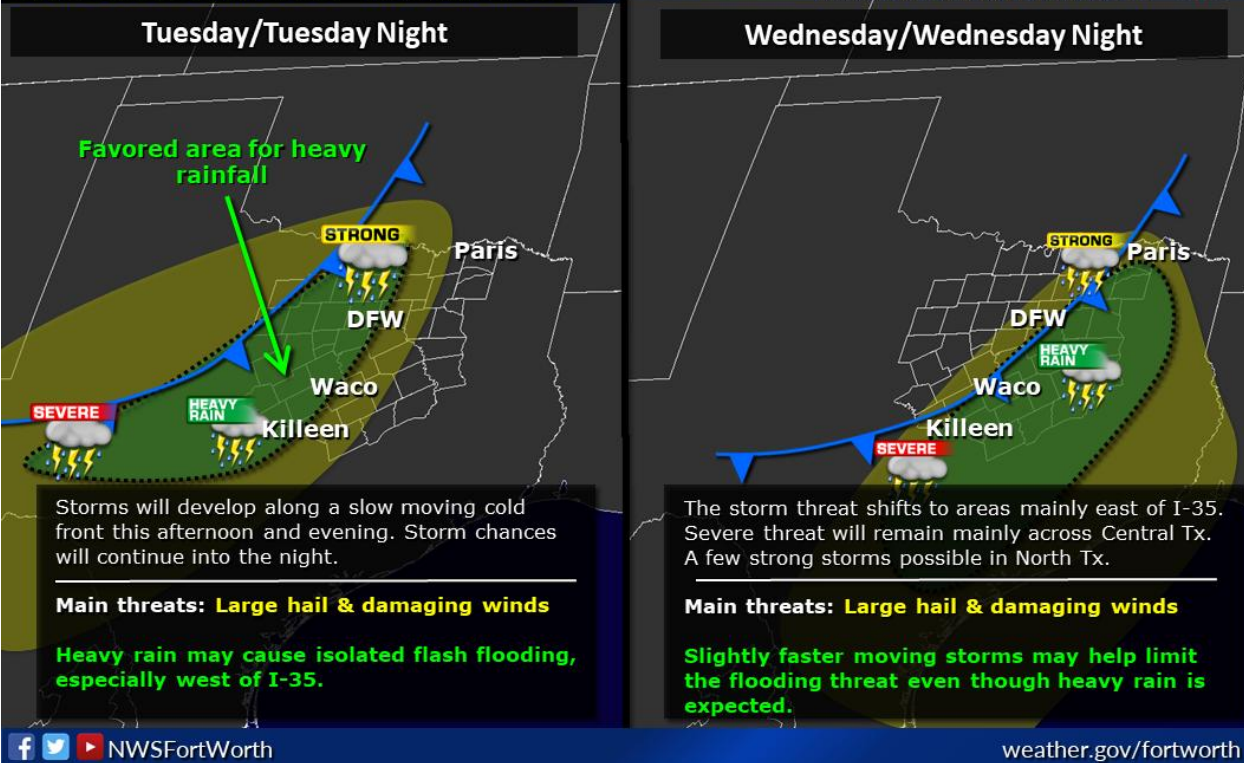 Tuesday/Tuesday Night
Favored area for heavy
rainfall
STRONG
Paris
DFW
Waco
SEVERE
HEAVY
RAIN
Killeen
Storms will develop along a slow moving cold
front this afternoon and evening. Storm chances
will continue into the night.
Main threats: Large hail & damaging winds
Heavy rain may cause isolated flash flooding,
especially west of I-35.
Wednesday/Wednesday Night
STRONG
Paris
DFW
HEAVY
RAIN
Waco
Killeen
SEVERE
The storm threat shifts to areas mainly east of I-35.
Severe threat will remain mainly across Central Tx.
A few strong storms possible in North Tx.
Main threats: Large hail & damaging winds
Slightly faster moving storms may help limit
the flooding threat even though heavy rain is
expected.
NWSFortWorth
weather.gov/fortworth